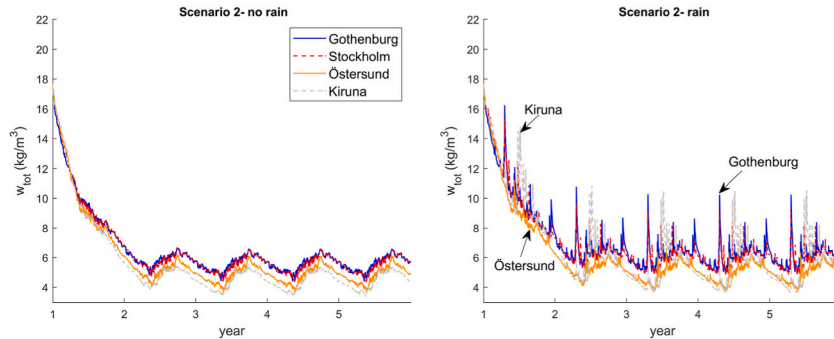 Scenario 2- no rain
22
20
18
16
14
12
10
8
6
4
w_tot (kg/m³)
1 2 3 4 5
year
Gothenburg
Stockholm
Östersund
Kiruna
Scenario 2- rain
22
20
18
16
14
12
10
8
6
4
w_tot (kg/m³)
1 2 3 4 5
year
Kiruna
Gothenburg
Östersund